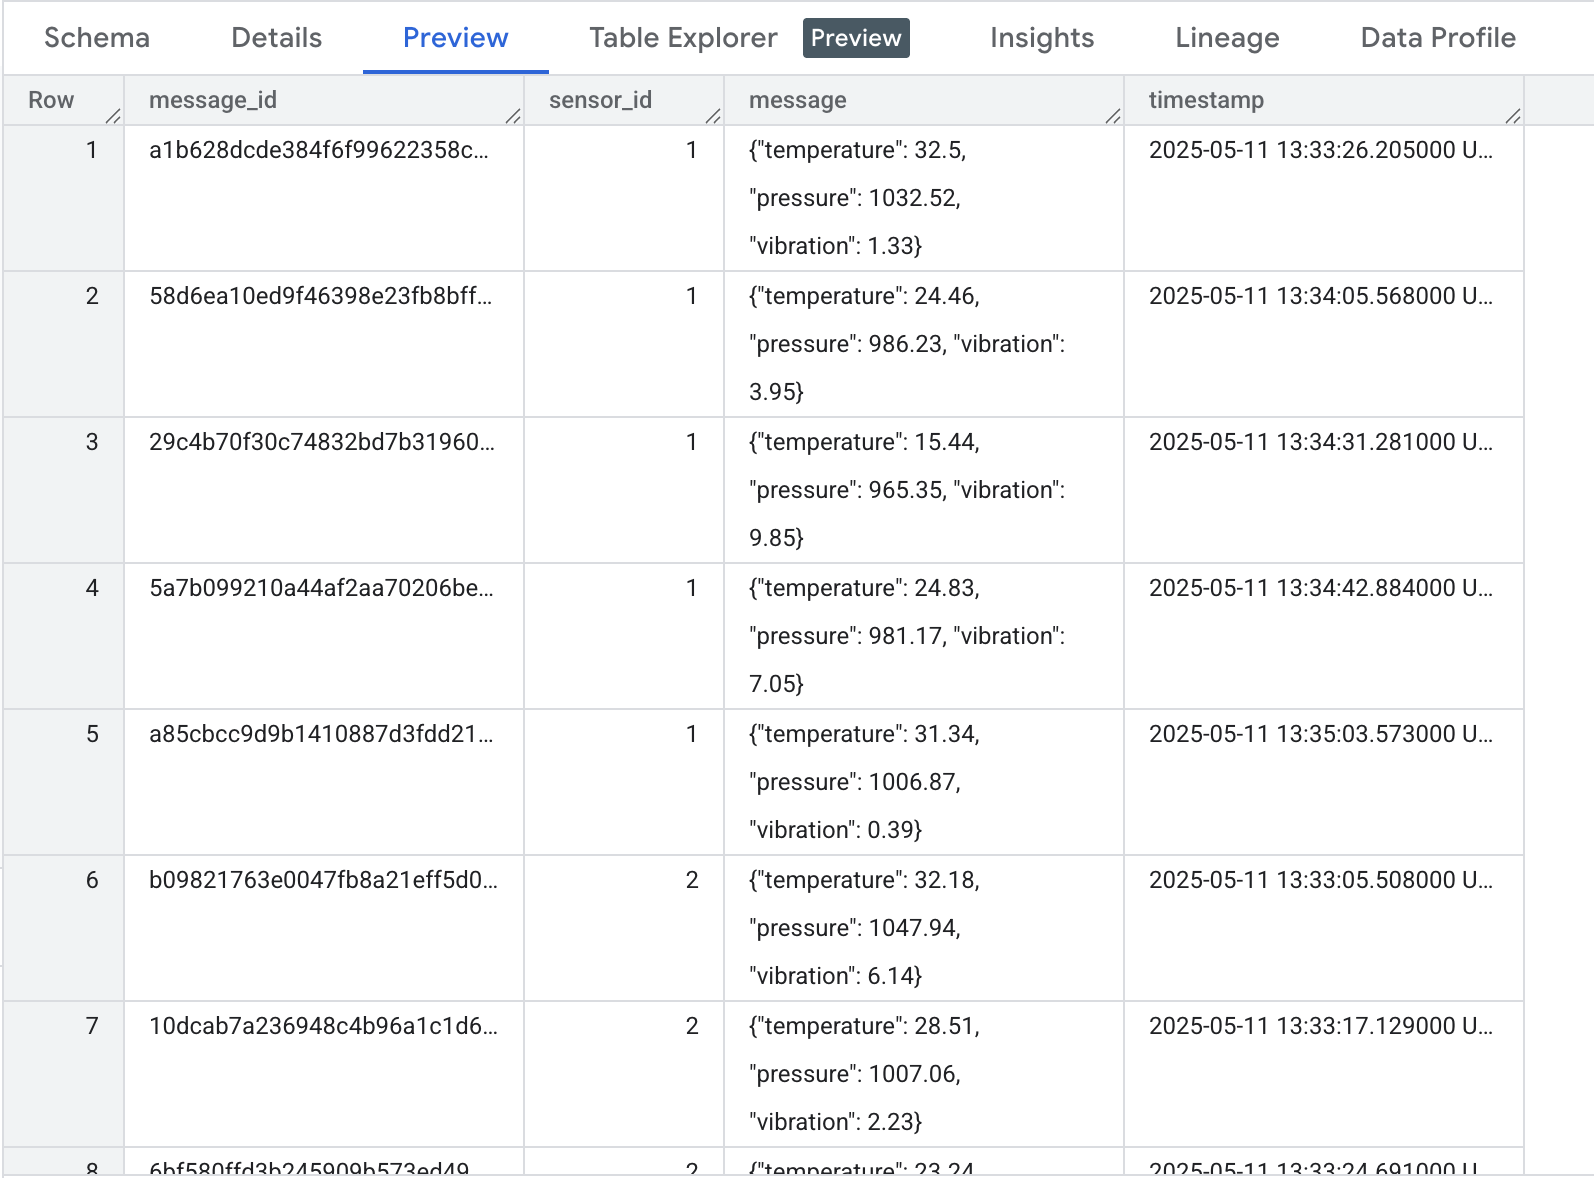 Schema Details Preview Table Explorer Preview Insights Lineage Data Profile
Row message_id sensor_id message timestamp
1 a1b628dcde384f6f99622358c... 1 {"temperature": 32.5, 2025-05-11 13:33:26.205000 U...
"pressure": 1032.52,
"vibration": 1.33}
2 58d6ea10ed9f46398e23fb8bff... 1 {"temperature": 24.46, 2025-05-11 13:34:05.568000 U...
"pressure": 986.23, "vibration":
3.95}
3 29c4b70f30c74832bd7b31960... 1 {"temperature": 15.44, 2025-05-11 13:34:31.281000 U...
"pressure": 965.35, "vibration":
9.85}
4 5a7b099210a44af2aa70206be... 1 {"temperature": 24.83, 2025-05-11 13:34:42.884000 U...
"pressure": 981.17, "vibration":
7.05}
5 a85cbcc9d9b1410887d3fdd21... 1 {"temperature": 31.34, 2025-05-11 13:35:03.573000 U...
"pressure": 1006.87,
"vibration": 0.39}
6 b09821763e0047fb8a21eff5d0... 2 {"temperature": 32.18, 2025-05-11 13:33:05.508000 U...
"pressure": 1047.94,
"vibration": 6.14}
7 10dcab7a236948c4b96a1c1d6... 2 {"temperature": 28.51, 2025-05-11 13:33:17.129000 U...
"pressure": 1007.06,
"vibration": 2.23}
8 6bf580ffd3b245909b573ed49 2 {"temperature": 23.24 2025-05-11 13:33:24.691000 U